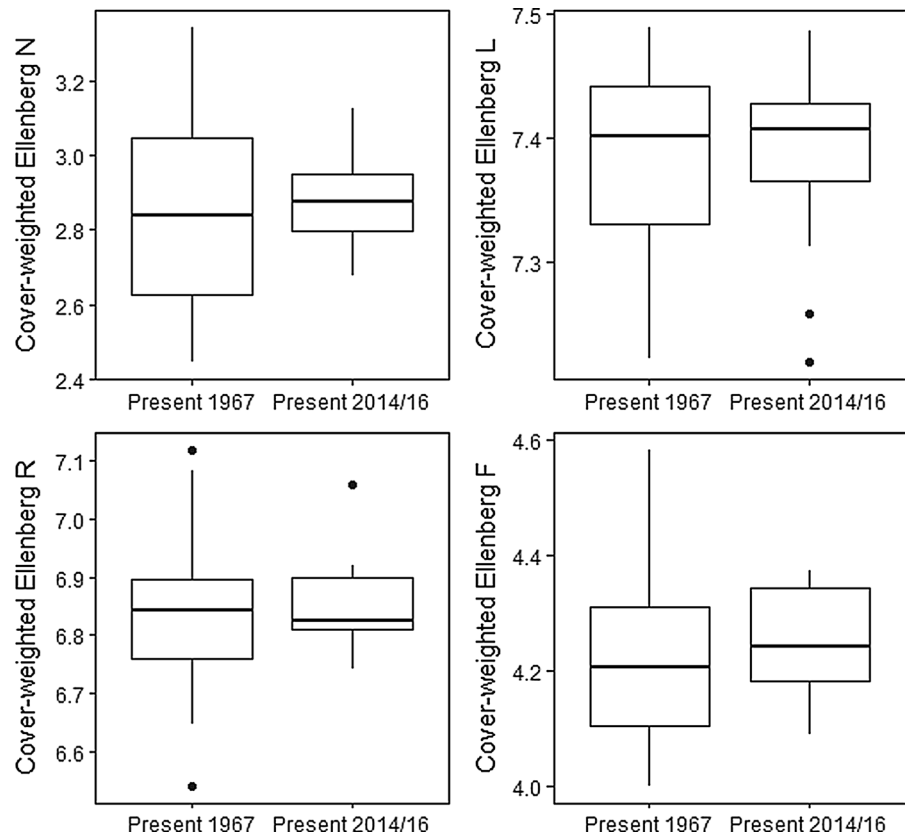 Cover-weighted Ellenberg N
3.2
3.0
2.8
2.6
2.4
Present 1967 Present 2014/16
Cover-weighted Ellenberg L
7.5
7.4
7.3
Present 1967 Present 2014/16
Cover-weighted Ellenberg R
7.1
7.0
6.9
6.8
6.7
6.6
Present 1967 Present 2014/16
Cover-weighted Ellenberg F
4.6
4.4
4.2
4.0
Present 1967 Present 2014/16